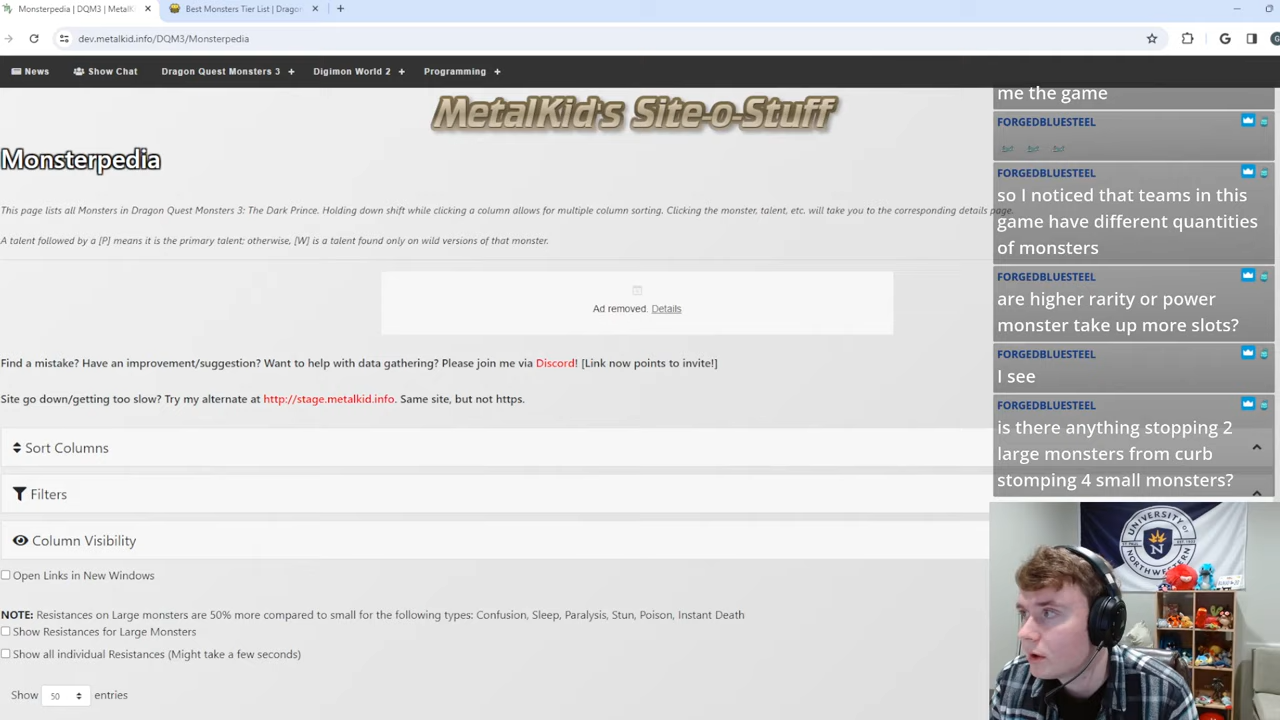 Monsterpedia | DQM3 | MetalK
Best Monsters Tier List | Dragon
dev.metalkid.info/DQM3/Monsterpedia
News
Show Chat
Dragon Quest Monsters 3 +
Digimon World 2 +
Programming +
MetalKid's Site-o-Stuff
Monsterpedia
This page lists all Monsters in Dragon Quest Monsters 3: The Dark Prince. Holding down shift while clicking a column allows for multiple column sorting. Clicking the monster, talent, etc. will take you to the corresponding details page.
A talent followed by a [P] means it is the primary talent; otherwise, [W] is a talent found only on wild versions of that monster.
Ad removed. Details
Find a mistake? Have an improvement/suggestion? Want to help with data gathering? Please join me via Discord! [Link now points to invite!]
Site go down/getting too slow? Try my alternate at http://stage.metalkid.info. Same site, but not https.
Sort Columns
Filters
Column Visibility
Open Links in New Windows
NOTE: Resistances on Large monsters are 50% more compared to small for the following types: Confusion, Sleep, Paralysis, Stun, Poison, Instant Death
Show Resistances for Large Monsters
Show all individual Resistances (Might take a few seconds)
Show 50 entries
me the game
FORGEDBLUESTEEL
FORGEDBLUESTEEL
so I noticed that teams in this
game have different quantities
of monsters
FORGEDBLUESTEEL
are higher rarity or power
monster take up more slots?
FORGEDBLUESTEEL
I see
FORGEDBLUESTEEL
is there anything stopping 2
large monsters from curb
stomping 4 small monsters?
UNIVERSITY OF
NORTHWESTERN